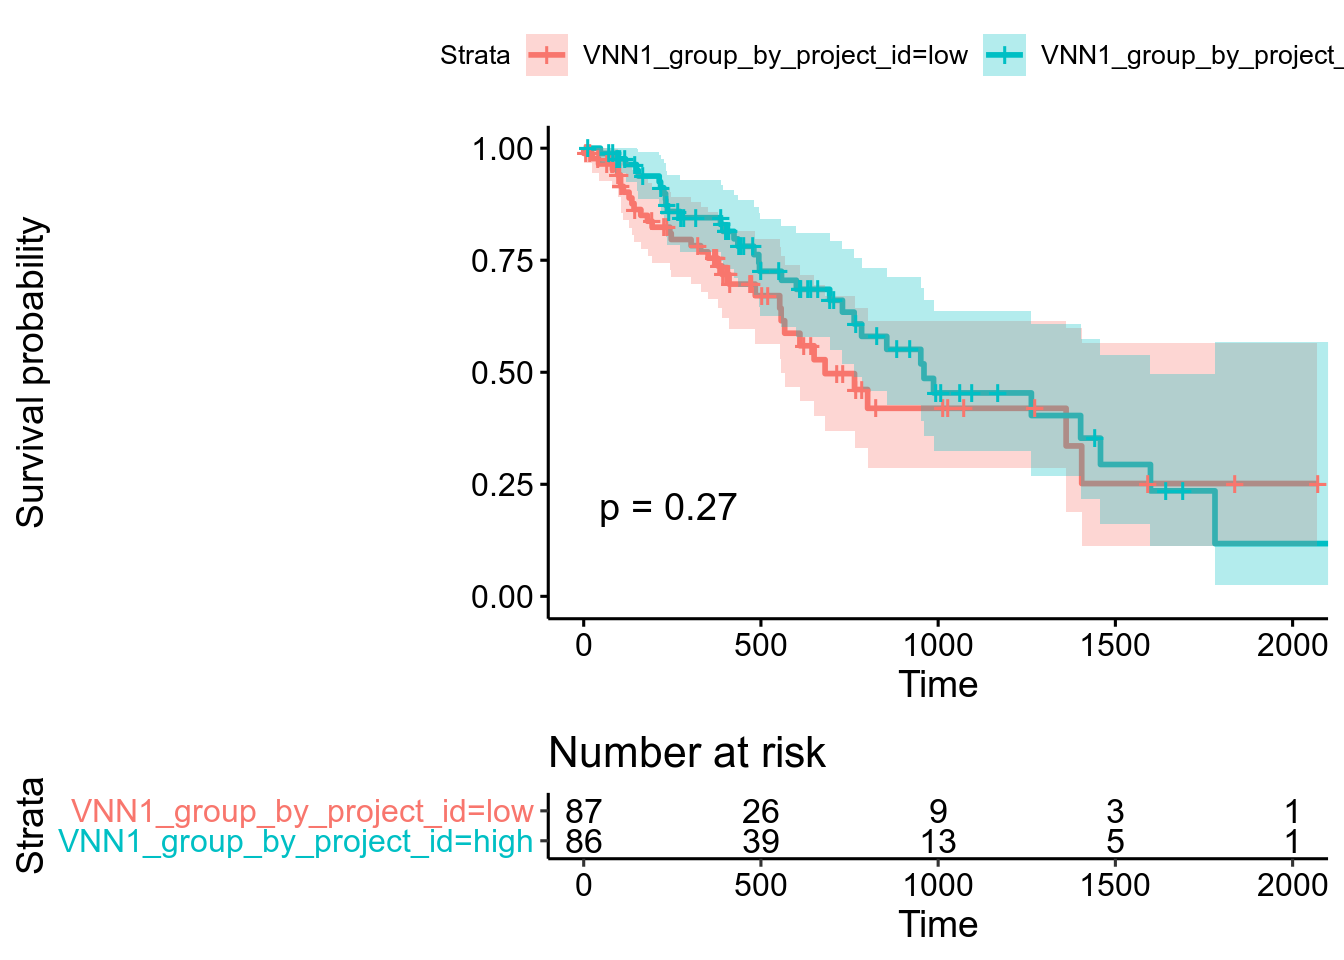 Strata VNN1_group_by_project_id=low VNN1_group_by_project_
Survival probability
1.00
0.75
0.50
0.25
0.00
p = 0.27
0 500 1000 1500 2000
Time
Number at risk
Strata
VNN1_group_by_project_id=low 87 26 9 3 1
VNN1_group_by_project_id=high 86 39 13 5 1
0 500 1000 1500 2000
Time